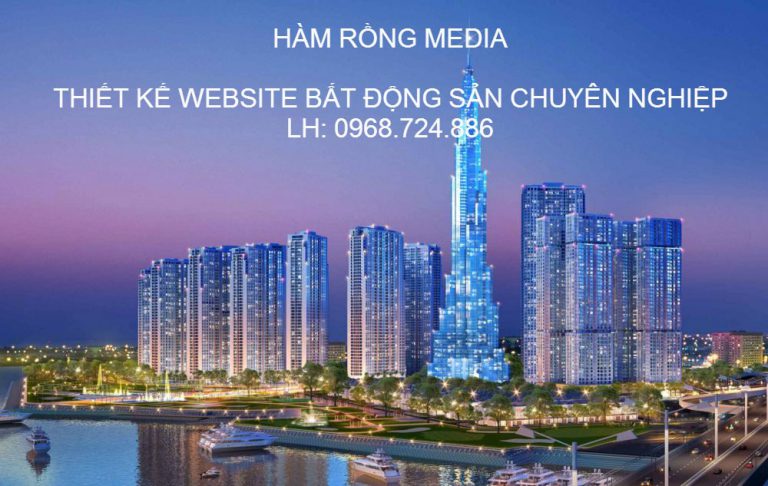 HÀM RỒNG MEDIA
THIẾT KẾ WEBSITE BẤT ĐỘNG SẢN CHUYÊN NGHIỆP
LH: 0968.724.886